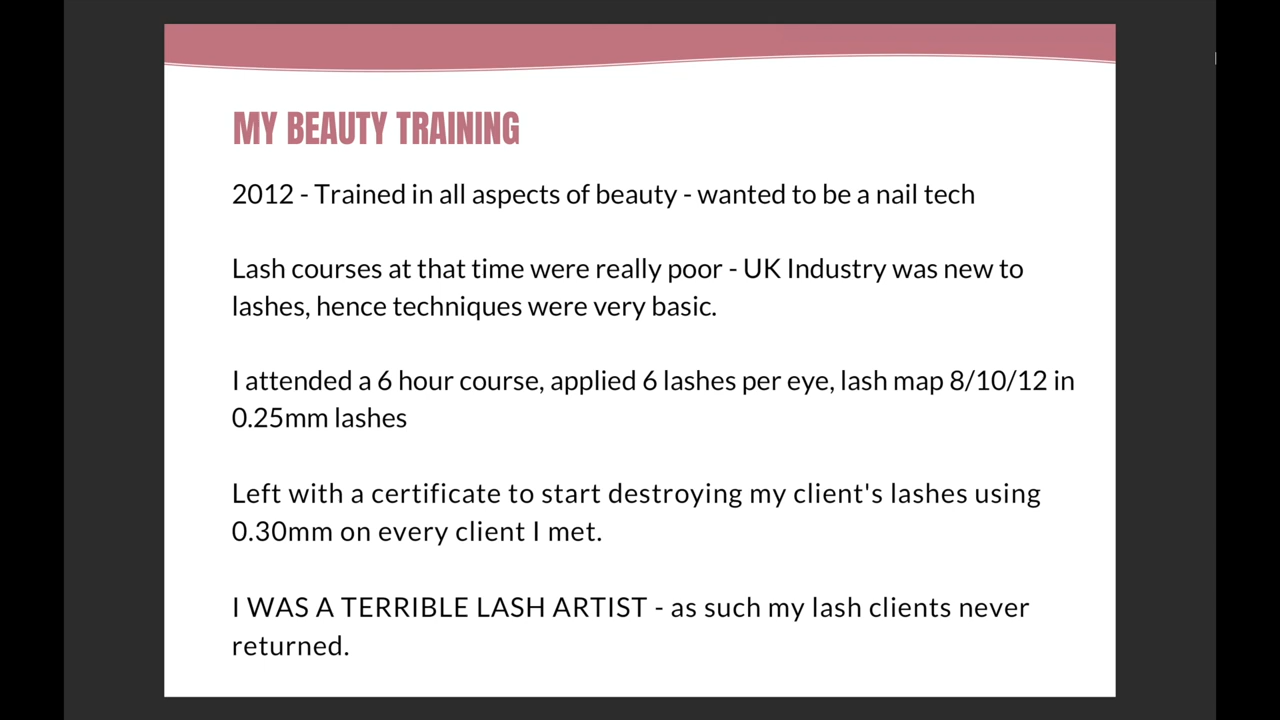 MY BEAUTY TRAINING
2012 - Trained in all aspects of beauty - wanted to be a nail tech
Lash courses at that time were really poor - UK Industry was new to
lashes, hence techniques were very basic.
I attended a 6 hour course, applied 6 lashes per eye, lash map 8/10/12 in
0.25mm lashes
Left with a certificate to start destroying my client's lashes using
0.30mm on every client I met.
I WAS A TERRIBLE LASH ARTIST - as such my lash clients never
returned.